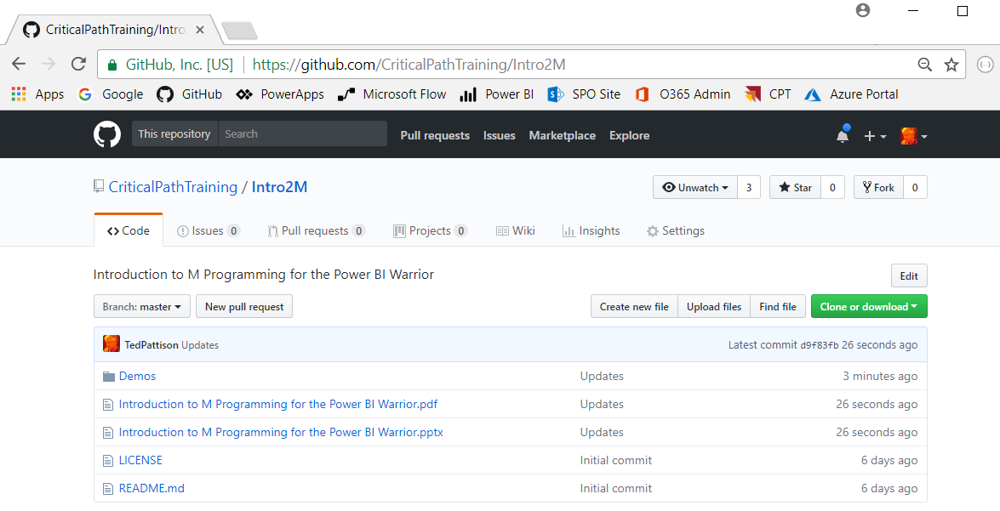 CriticalPathTraining/Intro
GitHub, Inc. [US] https://github.com/CriticalPathTraining/Intro2M
Apps Google GitHub PowerApps Microsoft Flow Power BI SPO Site O365 Admin CPT Azure Portal
This repository Search Pull requests Issues Marketplace Explore
CriticalPathTraining / Intro2M Unwatch 3 Star 0 Fork 0
Code Issues 0 Pull requests 0 Projects 0 Wiki Insights Settings
Introduction to M Programming for the Power BI Warrior Edit
Branch: master New pull request Create new file Upload files Find file Clone or download
TedPattison Updates Latest commit d9f83fb 26 seconds ago
Demos Updates 3 minutes ago
Introduction to M Programming for the Power BI Warrior.pdf Updates 26 seconds ago
Introduction to M Programming for the Power BI Warrior.pptx Updates 26 seconds ago
LICENSE Initial commit 6 days ago
README.md Initial commit 6 days ago